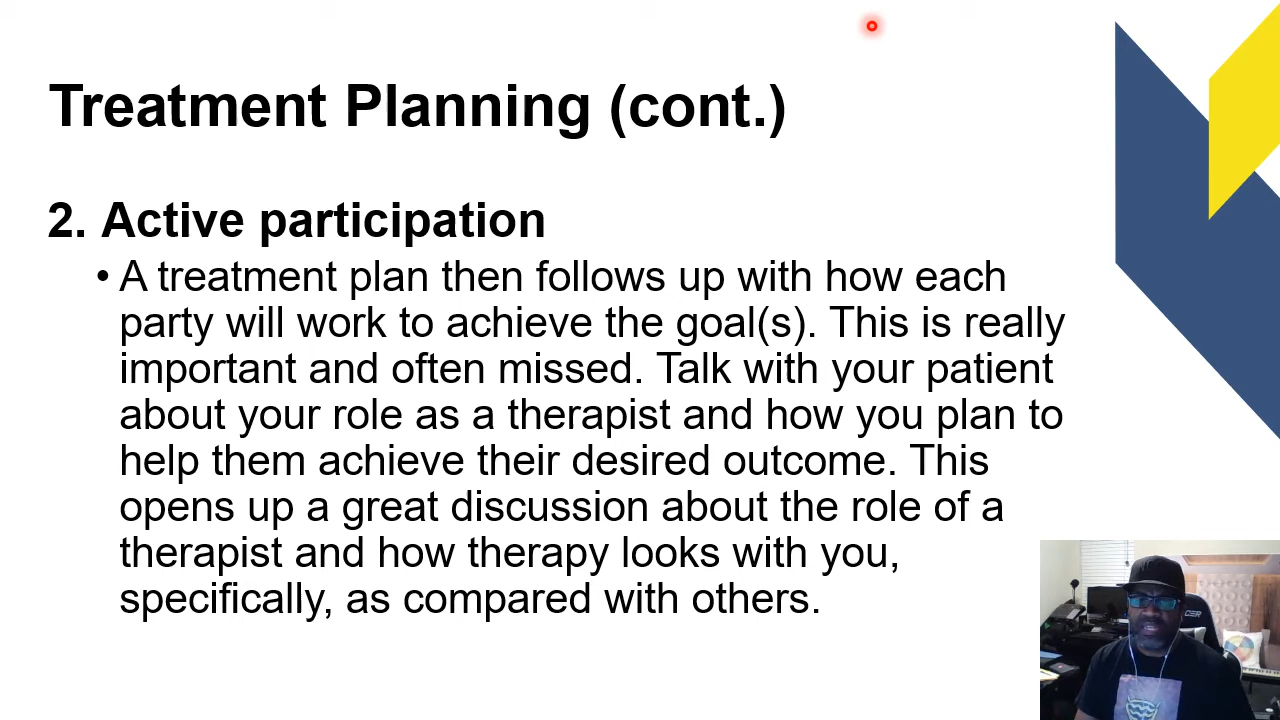 Treatment Planning (cont.)
2. Active participation
• A treatment plan then follows up with how each
party will work to achieve the goal(s). This is really
important and often missed. Talk with your patient
about your role as a therapist and how you plan to
help them achieve their desired outcome. This
opens up a great discussion about the role of a
therapist and how therapy looks with you,
specifically, as compared with others.